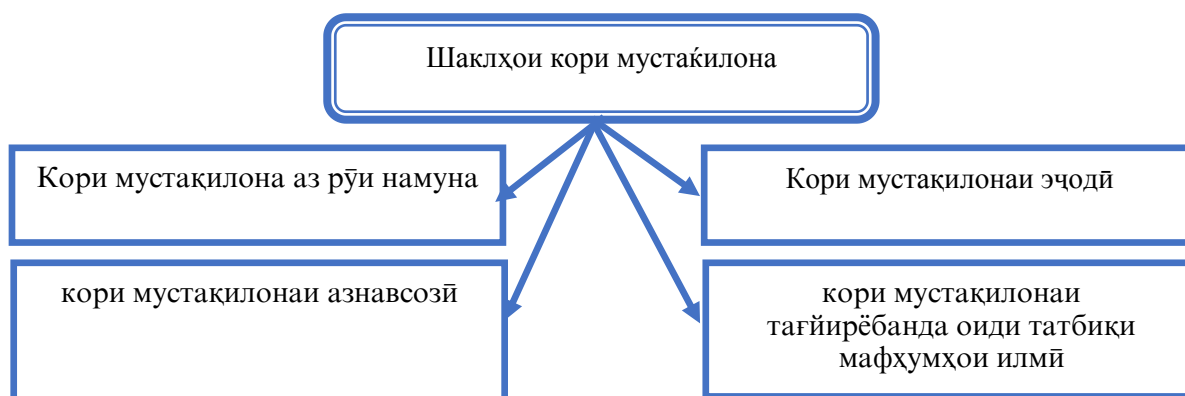 Шаклҳои кори мустаќилона
Кори мустақилона аз рӯи намуна
Кори мустақилонаи эҷодӣ
кори мустақилонаи азнавсозӣ
кори мустақилонаи
тағйирёбанда оиди татбиқи
мафҳумҳои илмӣ